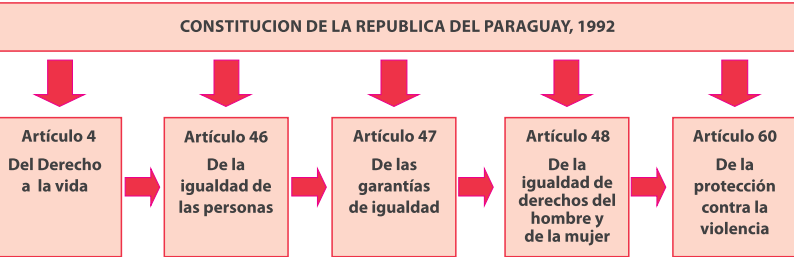 CONSTITUCION DE LA REPUBLICA DEL PARAGUAY, 1992
Artículo 4
Del Derecho
a la vida
Artículo 46
De la
igualdad de
las personas
Artículo 47
De las
garantías
de igualdad
Artículo 48
De la
igualdad de
derechos del
hombre y
de la mujer
Artículo 60
De la
protección
contra la
violencia